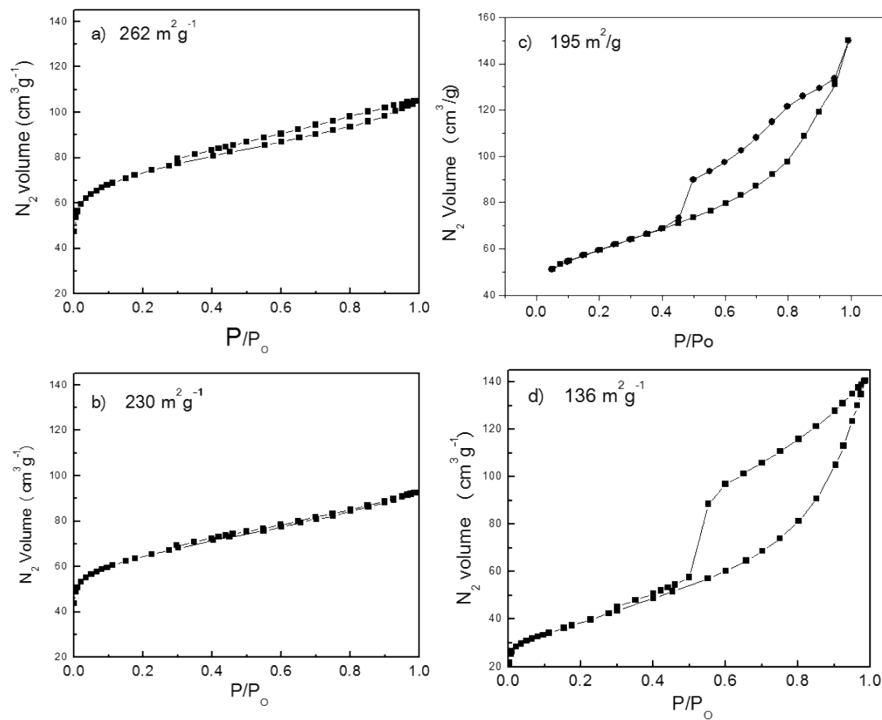 a) 262 m²g⁻¹
N₂ volume (cm³g⁻¹)
140
120
100
80
60
40
20
0.0 0.2 0.4 0.6 0.8 1.0
P/P₀
c) 195 m²/g
N₂ Volume ( cm³/g)
160
150
140
120
100
80
60
40
0.0 0.2 0.4 0.6 0.8 1.0
P/Po
b) 230 m²g⁻¹
N₂ Volume ( cm³g⁻¹)
140
120
100
80
60
40
20
0.0 0.2 0.4 0.6 0.8 1.0
P/P₀
d) 136 m²g⁻¹
N₂ volume ( cm³g⁻¹)
140
120
100
80
60
40
20
0.0 0.2 0.4 0.6 0.8 1.0
P/P₀